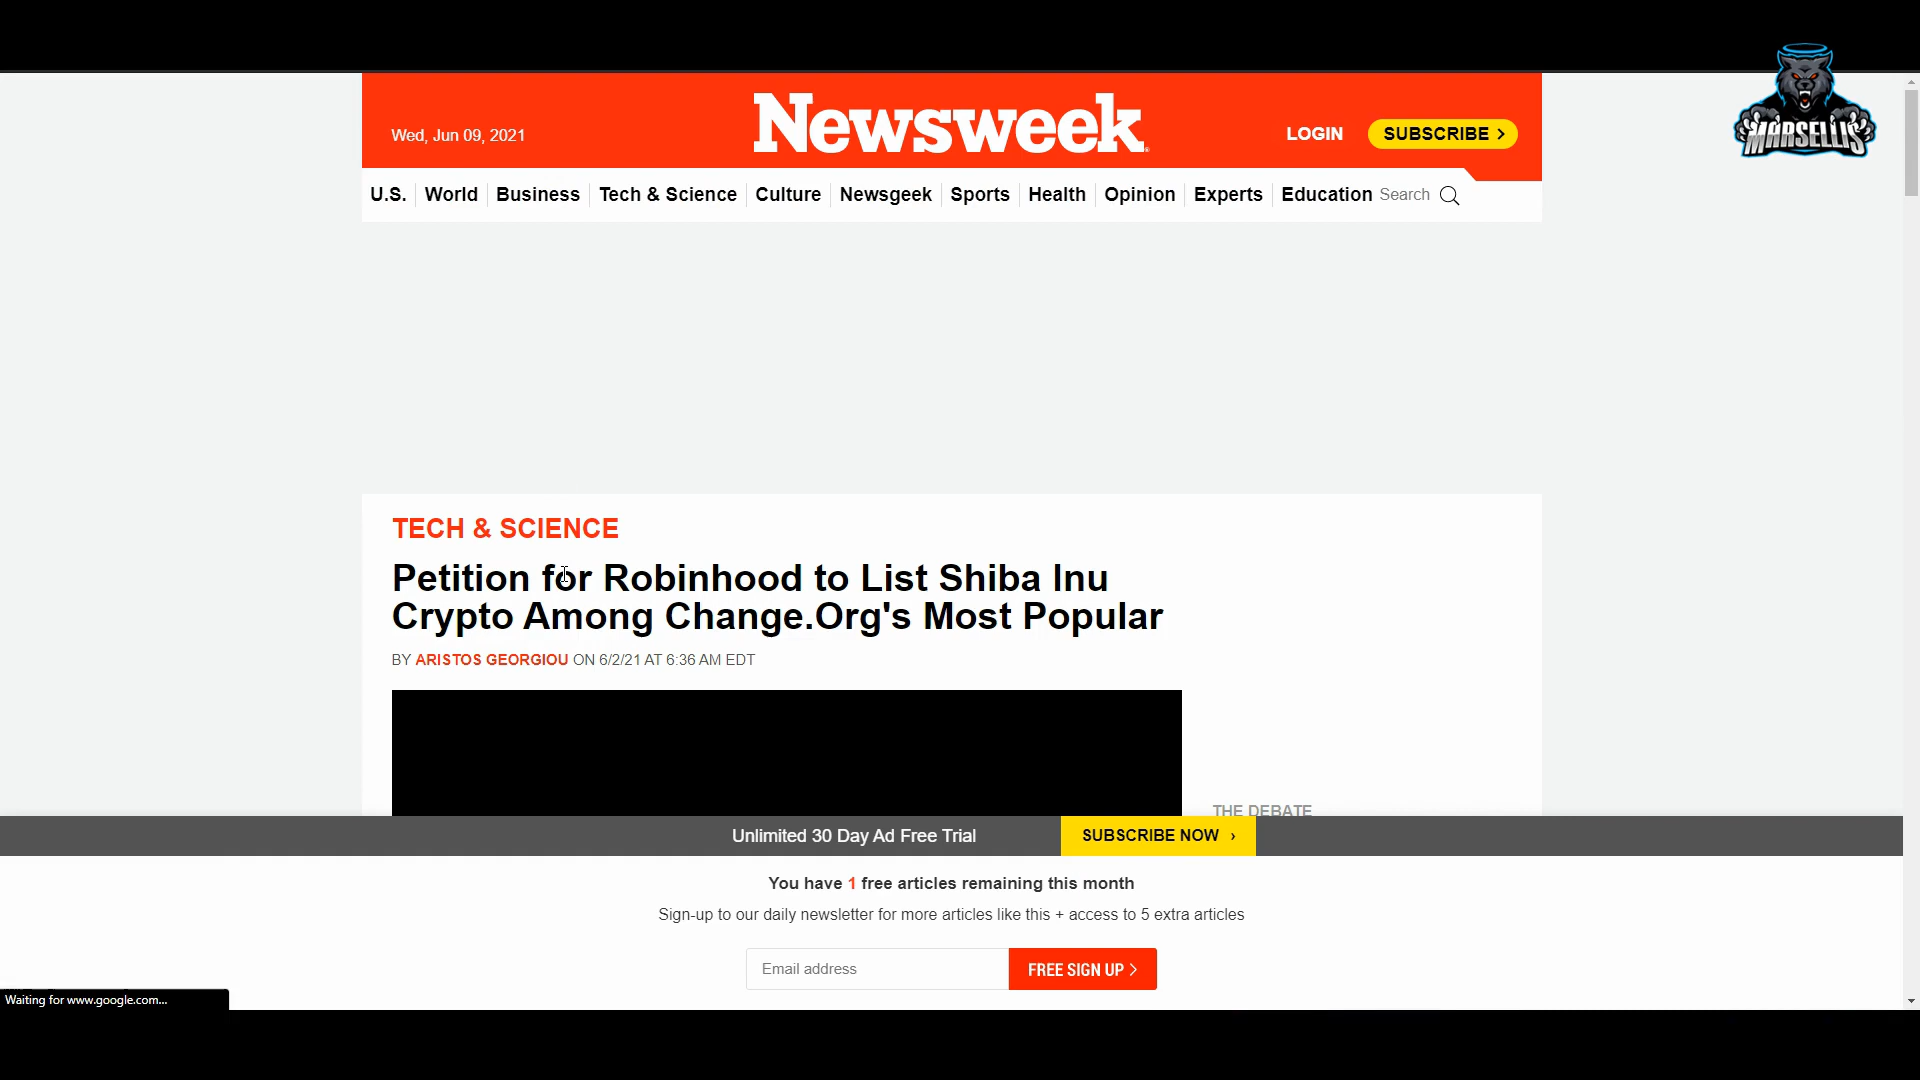 MARSELLIS
Wed, Jun 09, 2021
Newsweek
LOGIN
SUBSCRIBE >
U.S. World Business Tech & Science Culture Newsgeek Sports Health Opinion Experts Education Search
TECH & SCIENCE
Petition for Robinhood to List Shiba Inu
Crypto Among Change.Org's Most Popular
BY ARISTOS GEORGIOU ON 6/2/21 AT 6:36 AM EDT
THE DEBATE
Unlimited 30 Day Ad Free Trial
SUBSCRIBE NOW ›
You have 1 free articles remaining this month
Sign-up to our daily newsletter for more articles like this + access to 5 extra articles
Email address
FREE SIGN UP >
Waiting for www.google.com...